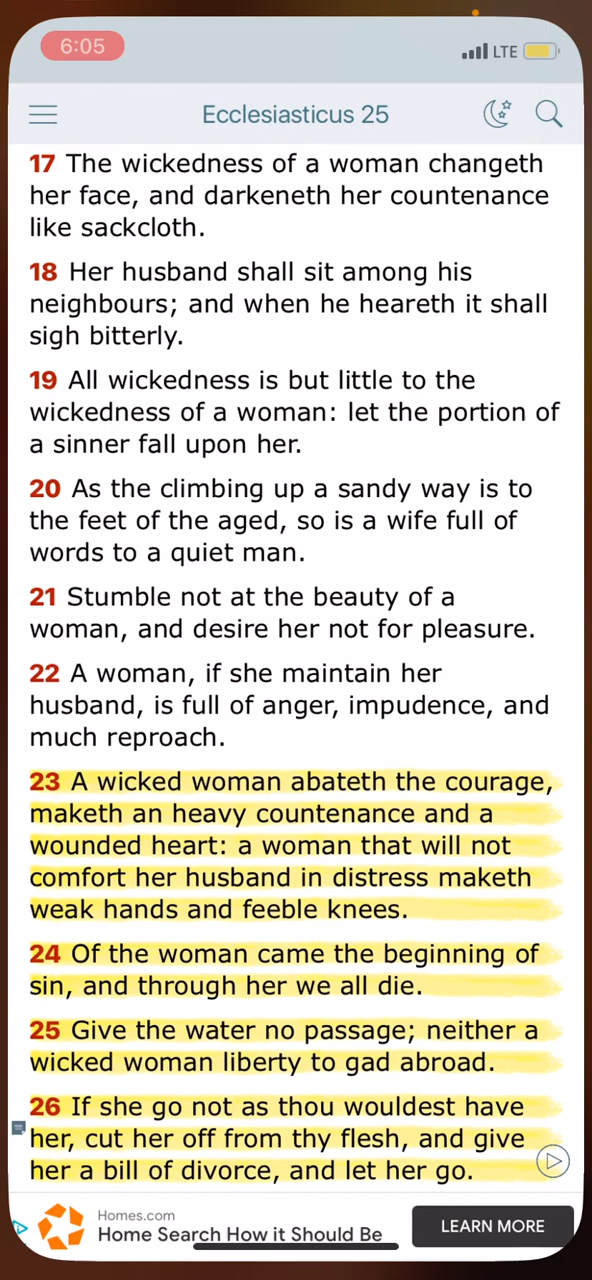 6:05
LTE
Ecclesiasticus 25
17 The wickedness of a woman changeth
her face, and darkeneth her countenance
like sackcloth.
18 Her husband shall sit among his
neighbours; and when he heareth it shall
sigh bitterly.
19 All wickedness is but little to the
wickedness of a woman: let the portion of
a sinner fall upon her.
20 As the climbing up a sandy way is to
the feet of the aged, so is a wife full of
words to a quiet man.
21 Stumble not at the beauty of a
woman, and desire her not for pleasure.
22 A woman, if she maintain her
husband, is full of anger, impudence, and
much reproach.
23 A wicked woman abateth the courage,
maketh an heavy countenance and a
wounded heart: a woman that will not
comfort her husband in distress maketh
weak hands and feeble knees.
24 Of the woman came the beginning of
sin, and through her we all die.
25 Give the water no passage; neither a
wicked woman liberty to gad abroad.
26 If she go not as thou wouldest have
her, cut her off from thy flesh, and give
her a bill of divorce, and let her go.
Homes.com
Home Search How it Should Be
LEARN MORE